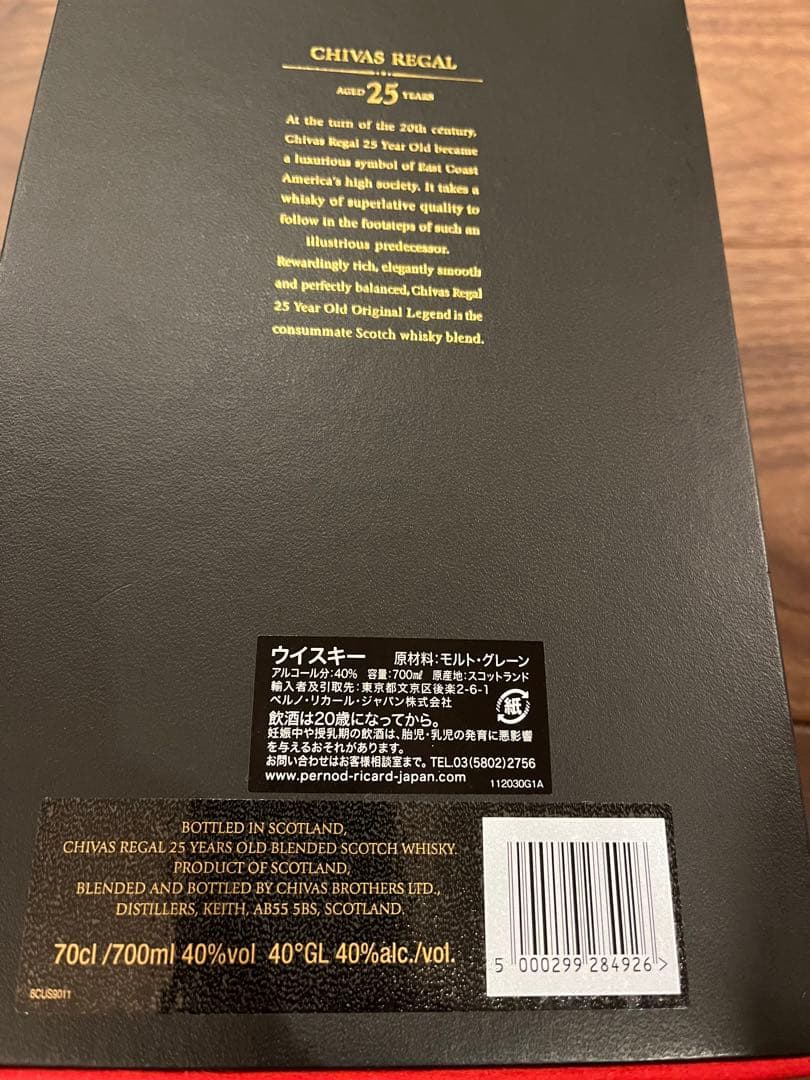 CHIVAS REGAL
AGED 25 YEARS
At the turn of the 20th century,
Chivas Regal 25 Year Old became
a luxurious symbol of East Coast
America's high society. It takes a
whisky of superlative quality to
follow in the footsteps of such an
illustrious predecessor.
Rewardingly rich, elegantly smooth
and perfectly balanced, Chivas Regal
25 Year Old Original Legend is the
consummate Scotch whisky blend.
ウイスキー 原材料:モルト・グレーン
アルコール分:40% 容量:700㎖ 原産地:スコットランド
輸入者及引取先:東京都文京区後楽2-6-1
ペルノ・リカール・ジャパン株式会社
紙
飲酒は20歳になってから。
妊娠中や授乳期の飲酒は、胎児・乳児の発育に悪影響
を与えるおそれがあります。
お問い合わせはお客様相談室まで。TEL.03(5802)2756
www.pernod-ricard-japan.com
112030G1A
BOTTLED IN SCOTLAND,
CHIVAS REGAL 25 YEARS OLD BLENDED SCOTCH WHISKY.
PRODUCT OF SCOTLAND,
BLENDED AND BOTTLED BY CHIVAS BROTHERS LTD.,
DISTILLERS, KEITH, AB55 5BS, SCOTLAND.
70cl /700ml 40%vol 40°GL 40%alc./vol.
5 000299 284926 >